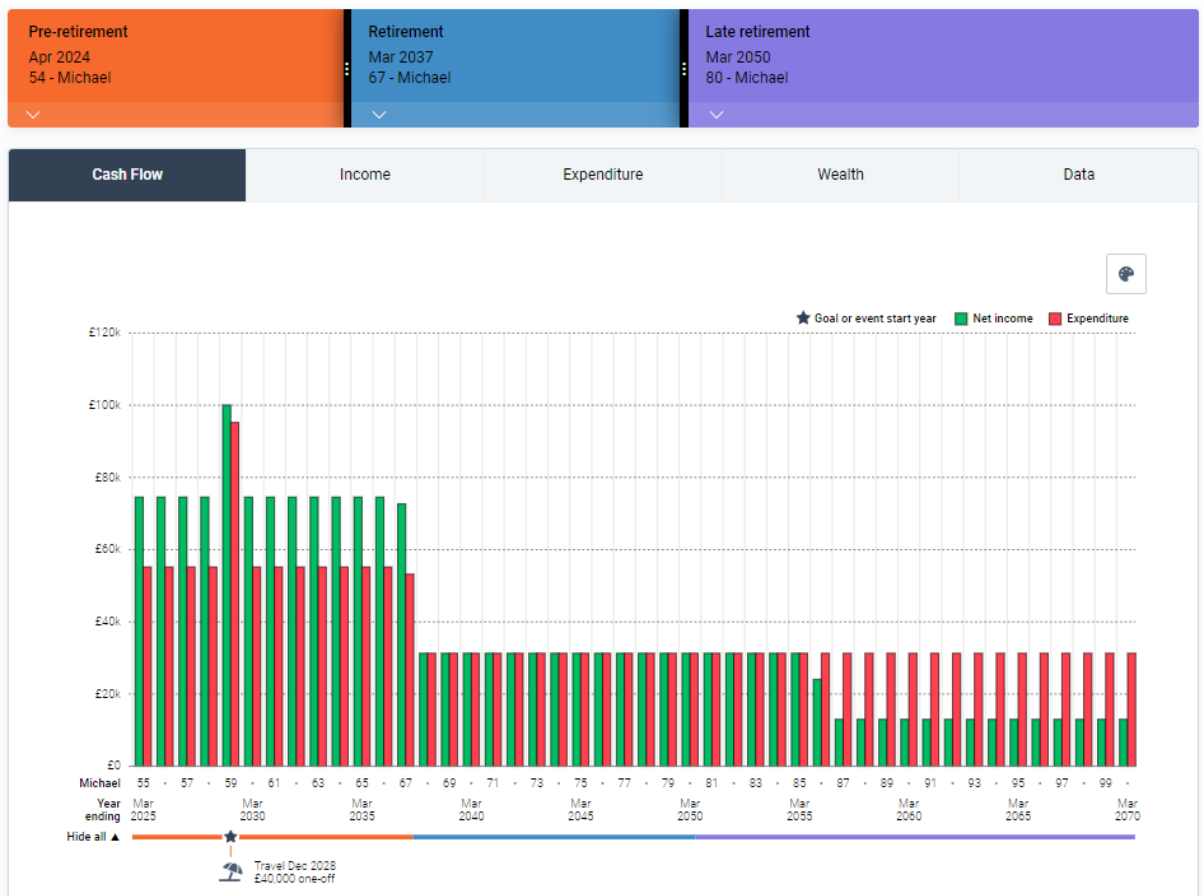 Pre-retirement
Apr 2024
54 - Michael
Retirement
Mar 2037
67 - Michael
Late retirement
Mar 2050
80 - Michael
Cash Flow
Income
Expenditure
Wealth
Data
Goal or event start year
Net income
Expenditure
£120k
£100k
£80k
£60k
£40k
£20k
£0
Michael 55 - 57 - 59 - 61 - 63 - 65 - 67 - 69 - 71 - 73 - 75 - 77 - 79 - 81 - 83 - 85 - 87 - 89 - 91 - 93 - 95 - 97 - 99 -
Year Mar Mar Mar Mar Mar Mar Mar Mar Mar Mar
ending 2025 2030 2035 2040 2045 2050 2055 2060 2065 2070
Hide all ▲
Travel Dec 2028
£40,000 one-off